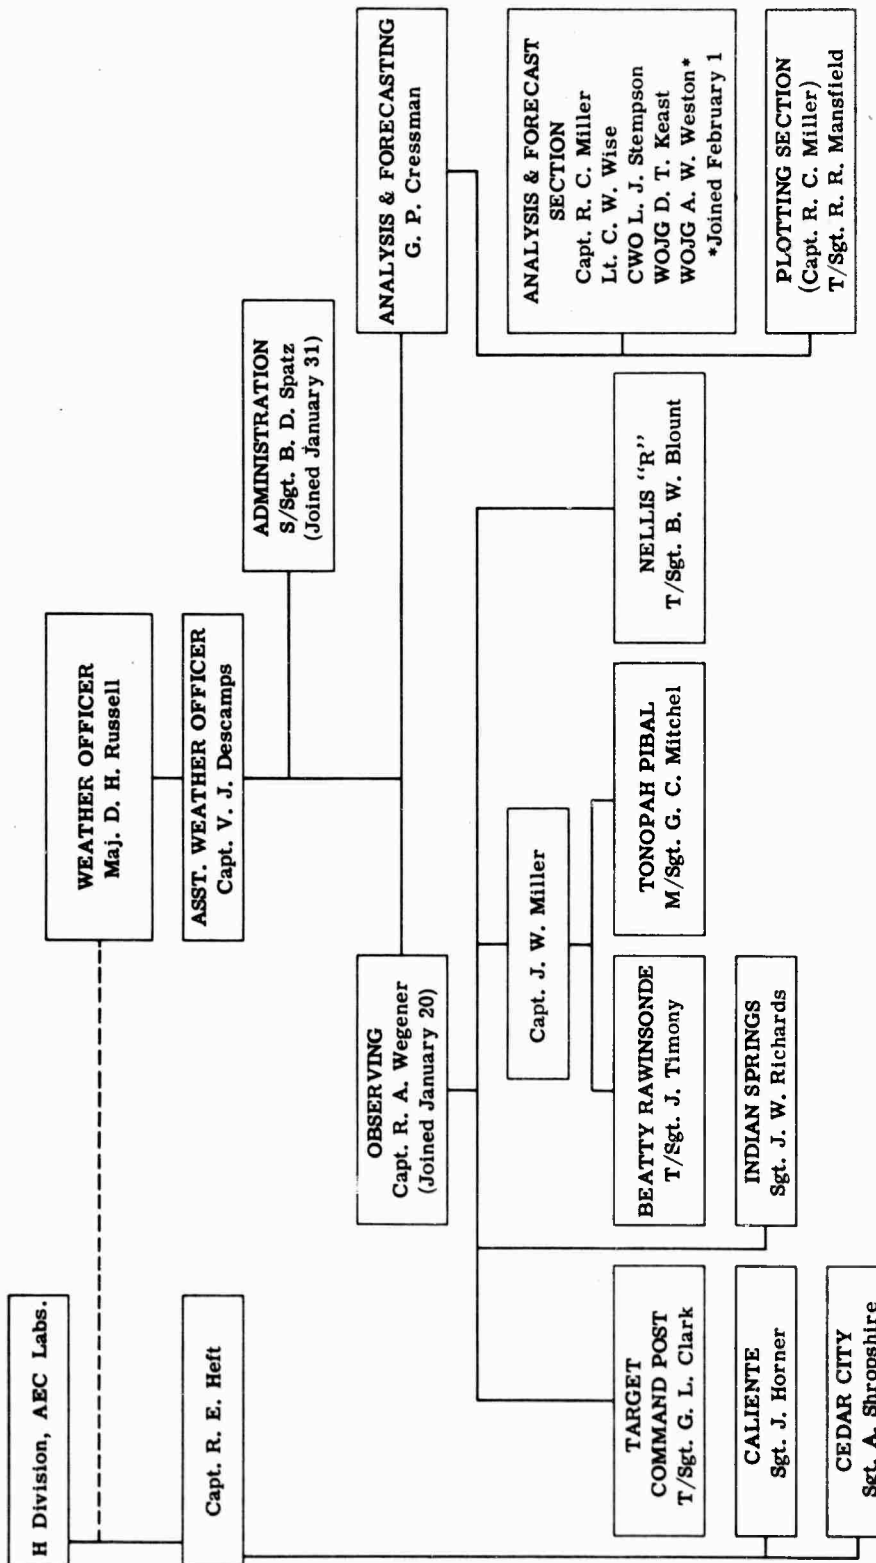 H Division, AEC Labs.
Capt. R. E. Heft
WEATHER OFFICER
Maj. D. H. Russell
ASST. WEATHER OFFICER
Capt. V. J. Descamps
ADMINISTRATION
S/Sgt. B. D. Spatz
(Joined January 31)
OBSERVING
Capt. R. A. Wegener
(Joined January 20)
ANALYSIS & FORECASTING
G. P. Cressman
Capt. J. W. Miller
ANALYSIS & FORECAST
SECTION
Capt. R. C. Miller
Lt. C. W. Wise
CWO L. J. Stempson
WOJG D. T. Keast
WOJG A. W. Weston*
*Joined February 1
TARGET
COMMAND POST
T/Sgt. G. L. Clark
BEATTY RAWINSONDE
T/Sgt. J. Timony
TONOPAH PIBAL
M/Sgt. G. C. Mitchel
NELLIS "R"
T/Sgt. B. W. Blount
CALIENTE
Sgt. J. Horner
INDIAN SPRINGS
Sgt. J. W. Richards
PLOTTING SECTION
(Capt. R. C. Miller)
T/Sgt. R. R. Mansfield
CEDAR CITY
Sgt. A. Shropshire